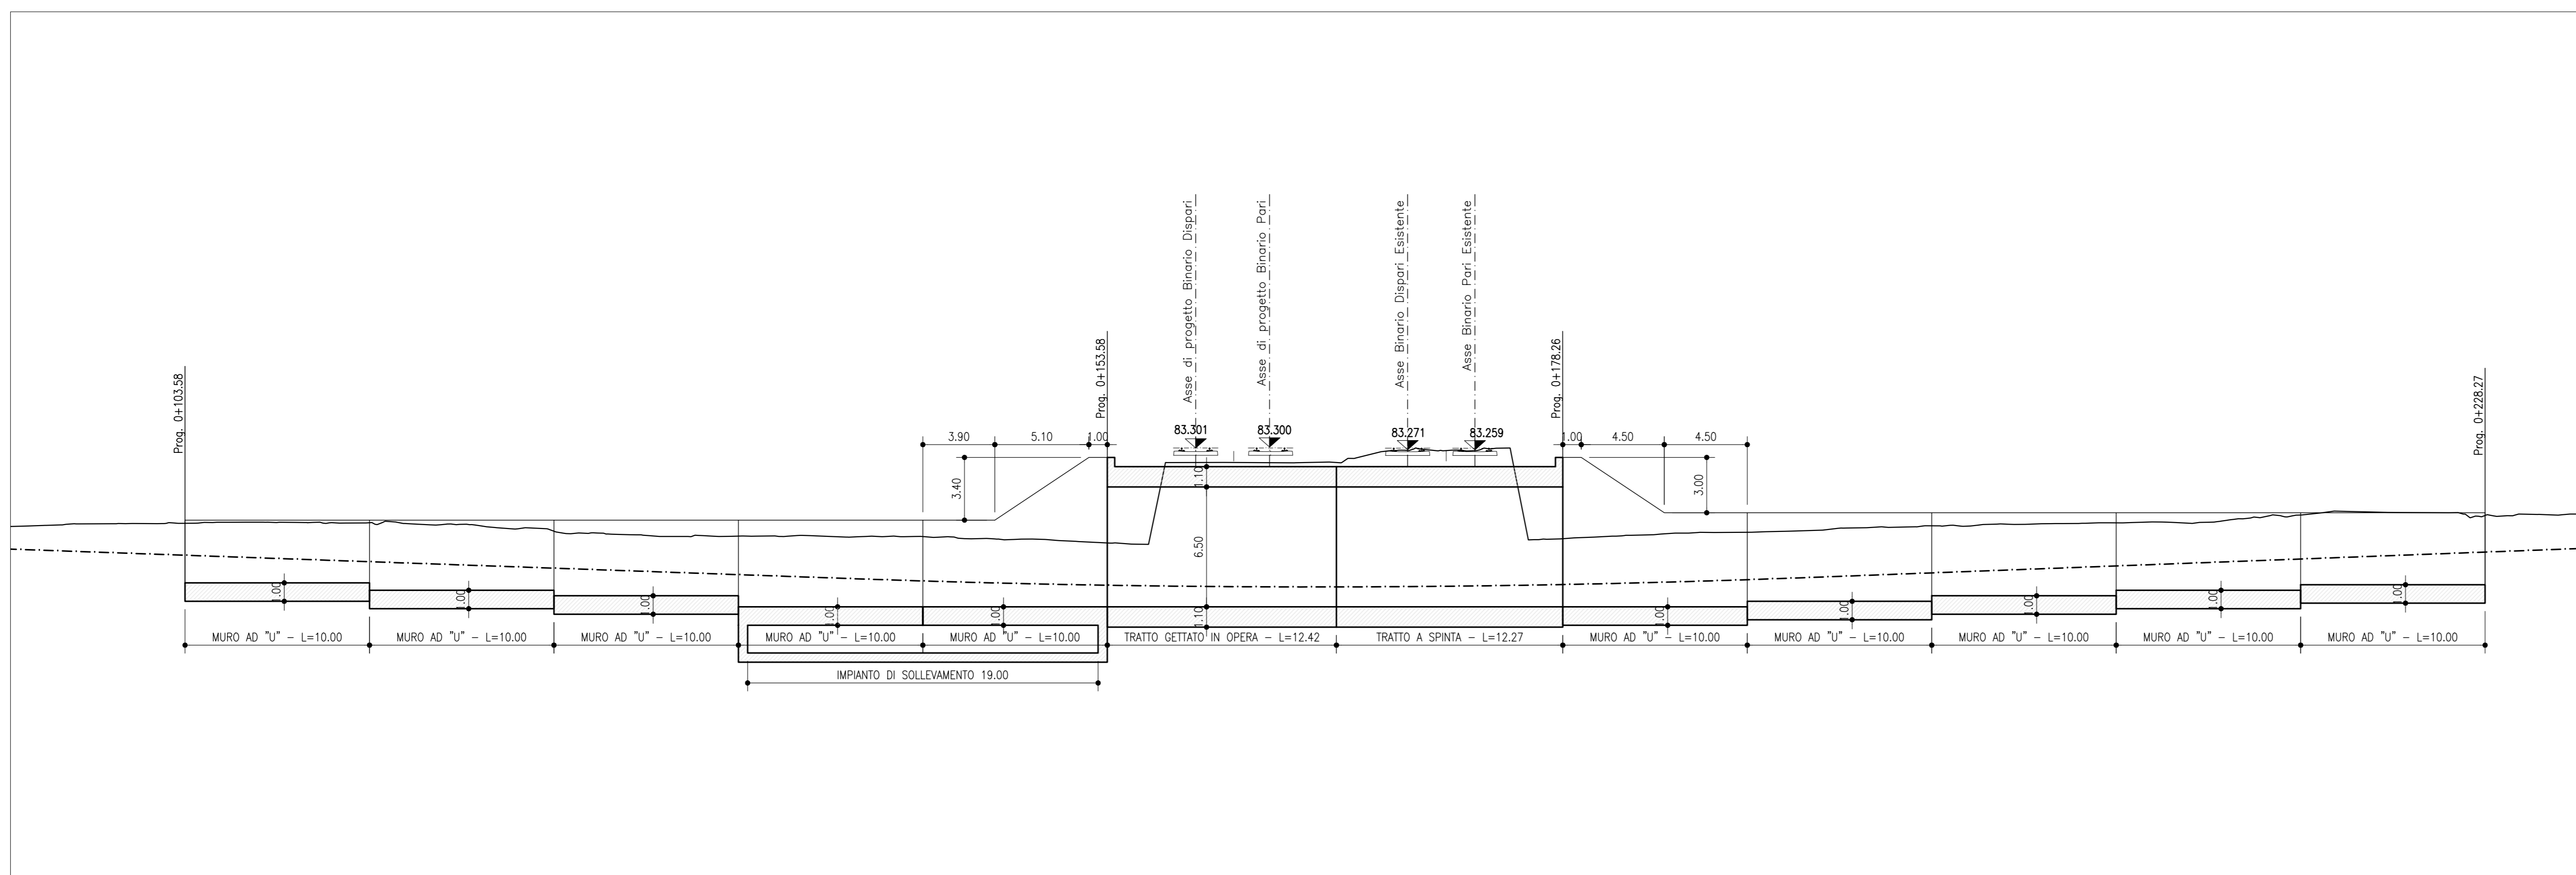 Asse di progetto Binario Dispari
Asse di progetto Binario Pari
Asse Binario Dispari Esistente
Asse Binario Pari Esistente
Prog. 0+103.58
Prog. 0+153.58
Prog. 0+178.26
Prog. 0+228.27
83.301
83.300
83.271
83.259
3.90
5.10
1.00
1.00
4.50
4.50
3.40
1.10
3.00
6.50
1.00
1.00
1.00
1.00
1.00
1.10
1.00
1.00
1.00
1.00
1.00
MURO AD "U" - L=10.00
MURO AD "U" - L=10.00
MURO AD "U" - L=10.00
MURO AD "U" - L=10.00
MURO AD "U" - L=10.00
TRATTO GETTATO IN OPERA - L=12.42
TRATTO A SPINTA - L=12.27
MURO AD "U" - L=10.00
MURO AD "U" - L=10.00
MURO AD "U" - L=10.00
MURO AD "U" - L=10.00
MURO AD "U" - L=10.00
IMPIANTO DI SOLLEVAMENTO 19.00